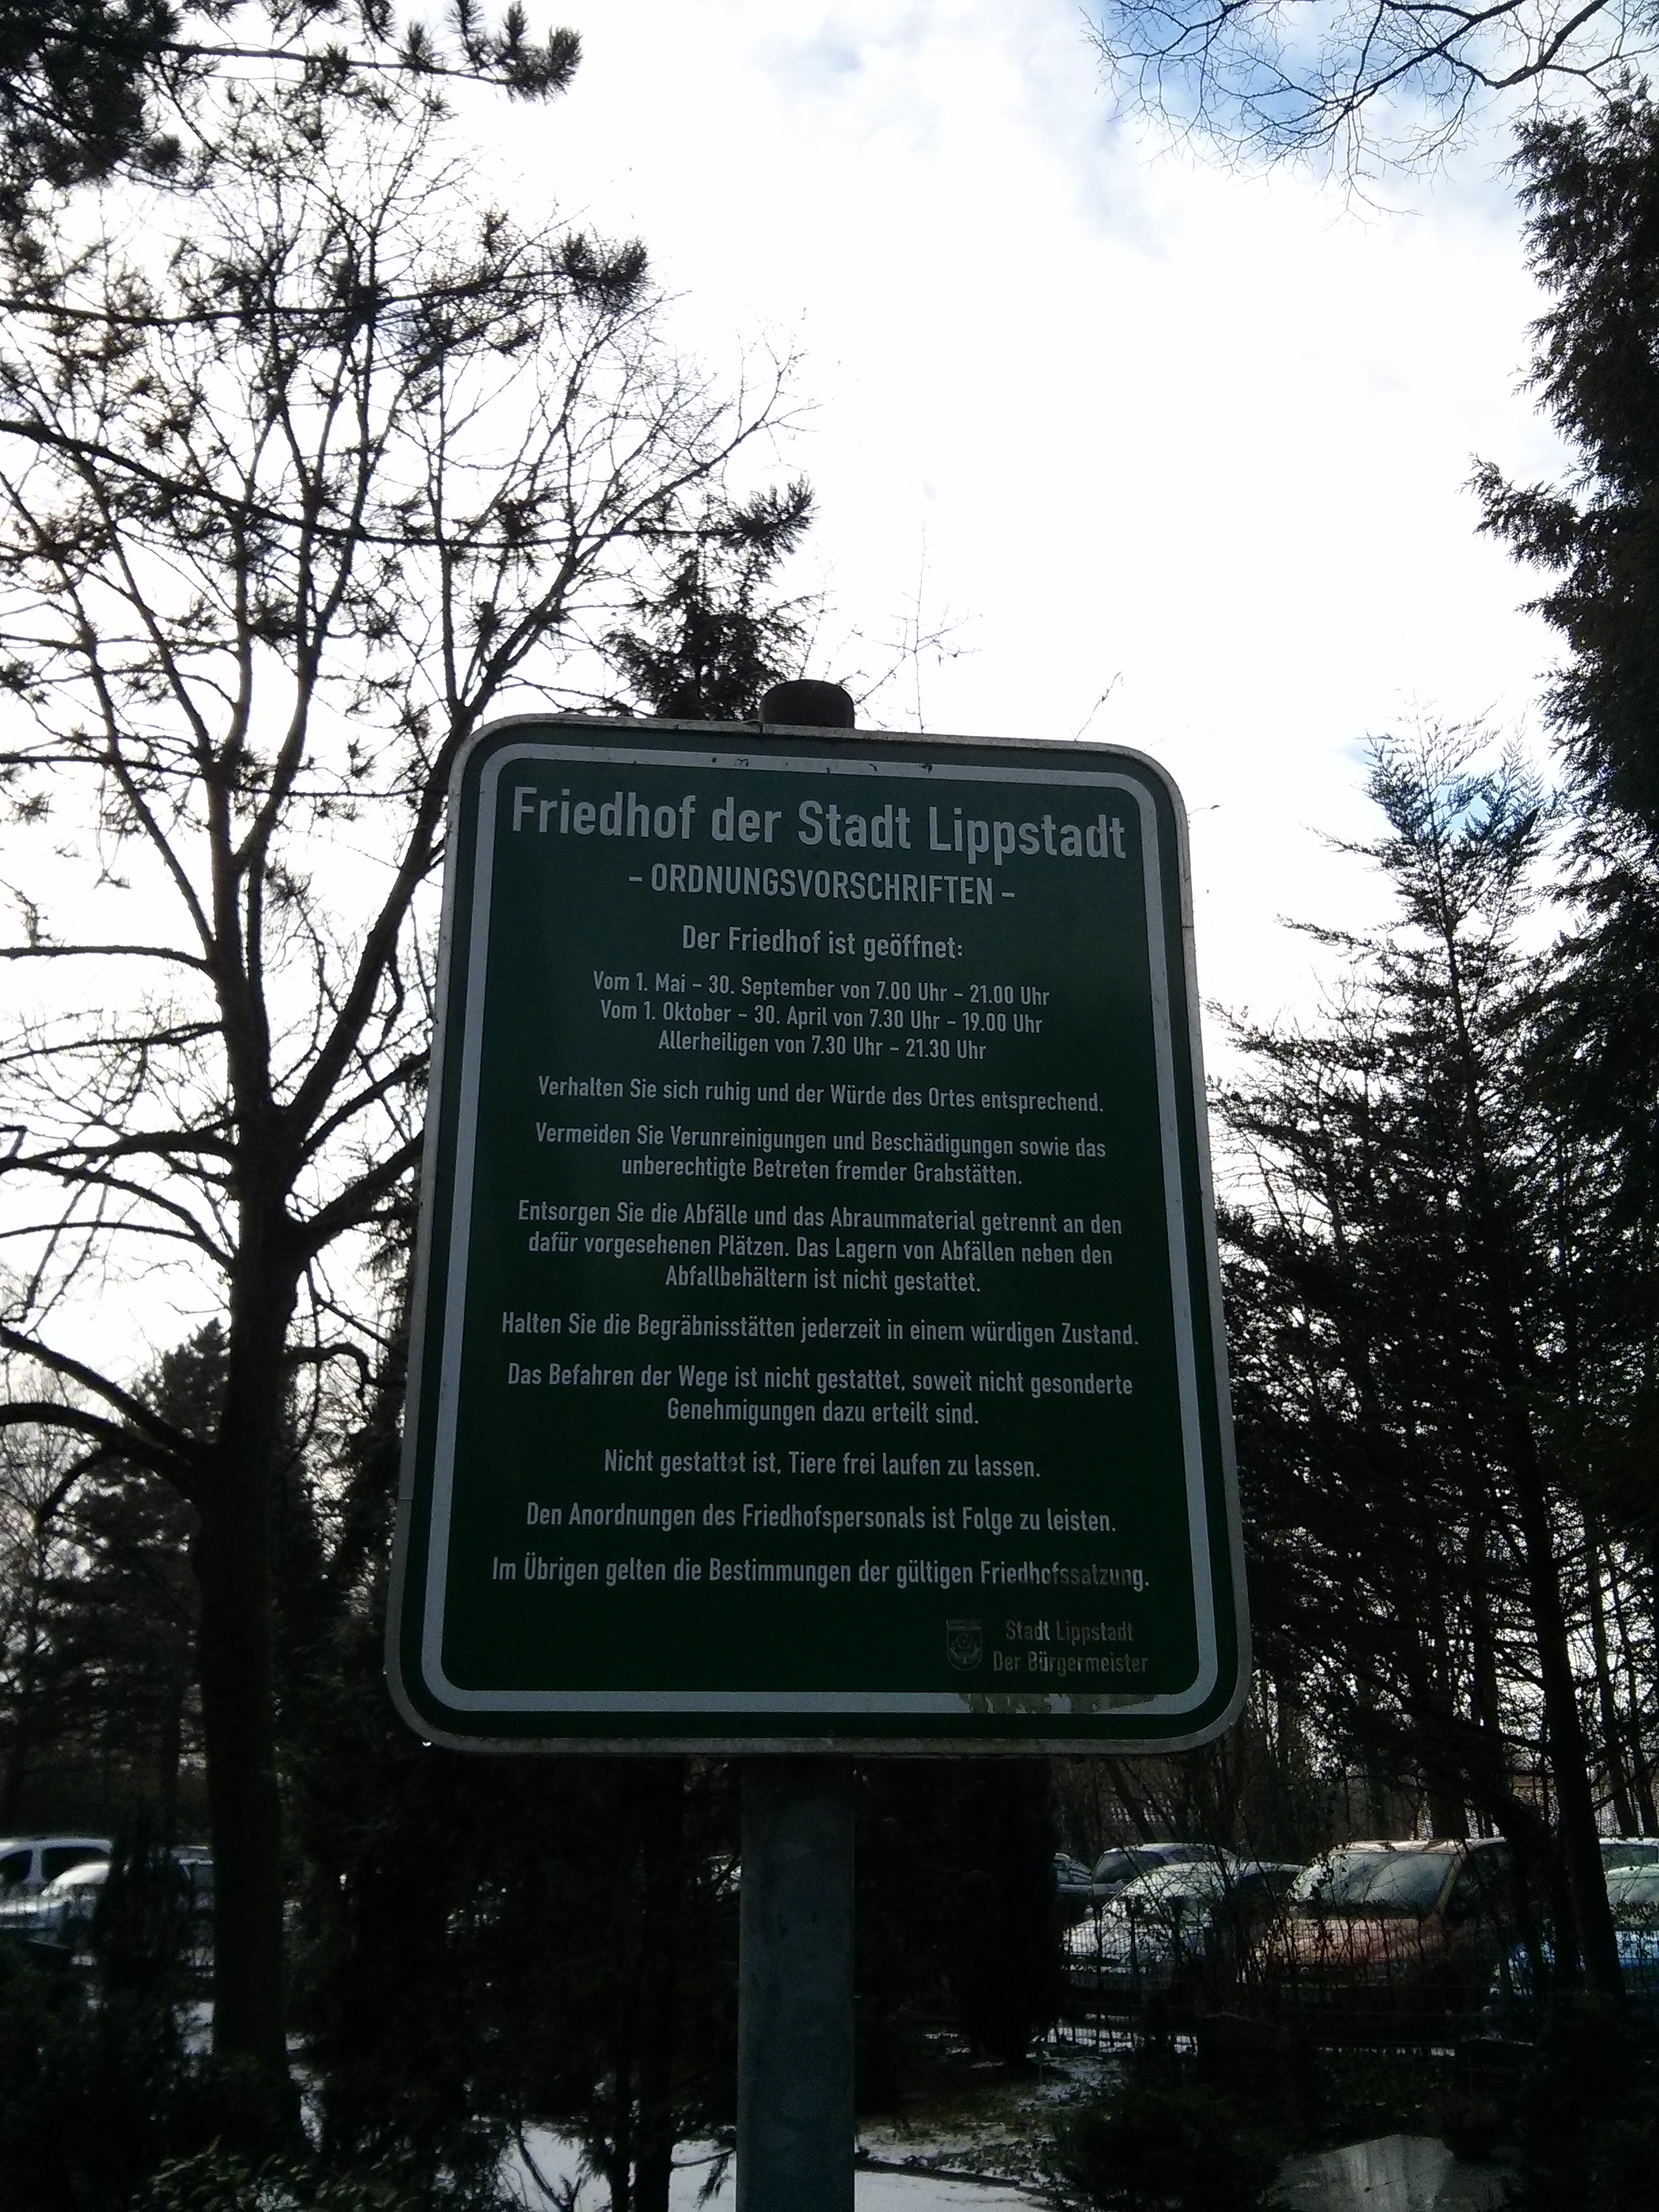 Friedhof der Stadt Lippstadt
– ORDNUNGSVORSCHRIFTEN –
Der Friedhof ist geöffnet:
Vom 1. Mai – 30. September von 7.00 Uhr – 21.00 Uhr
Vom 1. Oktober – 30. April von 7.30 Uhr – 19.00 Uhr
Allerheiligen von 7.30 Uhr – 21.30 Uhr
Verhalten Sie sich ruhig und der Würde des Ortes entsprechend.
Vermeiden Sie Verunreinigungen und Beschädigungen sowie das
unberechtigte Betreten fremder Grabstätten.
Entsorgen Sie die Abfälle und das Abraummaterial getrennt an den
dafür vorgesehenen Plätzen. Das Lagern von Abfällen neben den
Abfallbehältern ist nicht gestattet.
Halten Sie die Begräbnisstätten jederzeit in einem würdigen Zustand.
Das Befahren der Wege ist nicht gestattet, soweit nicht gesonderte
Genehmigungen dazu erteilt sind.
Nicht gestattet ist, Tiere frei laufen zu lassen.
Den Anordnungen des Friedhofspersonals ist Folge zu leisten.
Im Übrigen gelten die Bestimmungen der gültigen Friedhofssatzung.
Stadt Lippstadt
Der Bürgermeister